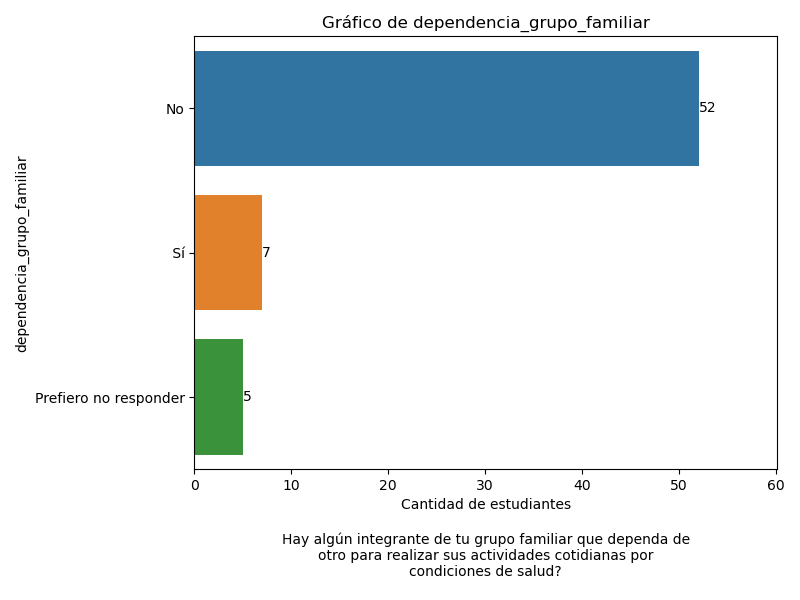 Gráfico de dependencia_grupo_familiar
dependencia_grupo_familiar
No
52
Sí
7
Prefiero no responder
5
0 10 20 30 40 50 60
Cantidad de estudiantes
Hay algún integrante de tu grupo familiar que dependa de
otro para realizar sus actividades cotidianas por
condiciones de salud?